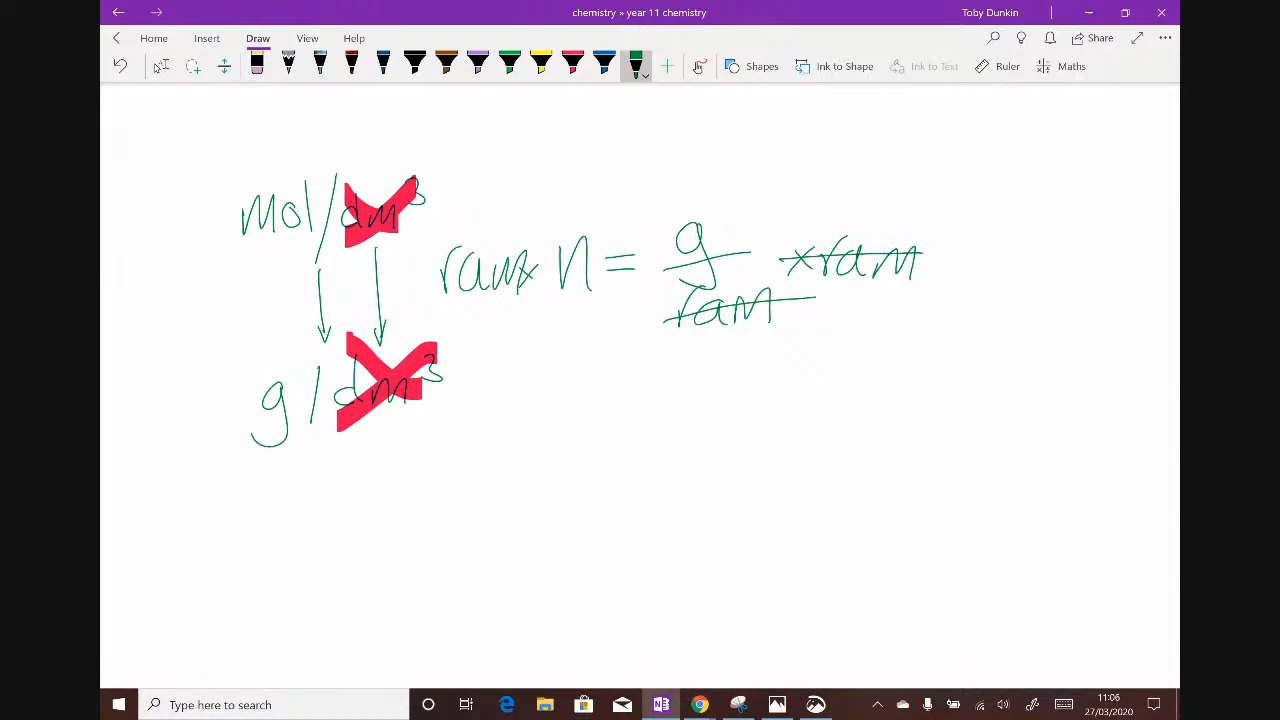 chemistry » year 11 chemistry
Toby Dunkin
Home Insert Draw View Help
Share
Shapes Ink to Shape Ink to Text Ruler Maths
mol/dm³
ram x n = g/ram x ram
g/dm³
Type here to search
11:06
27/03/2020